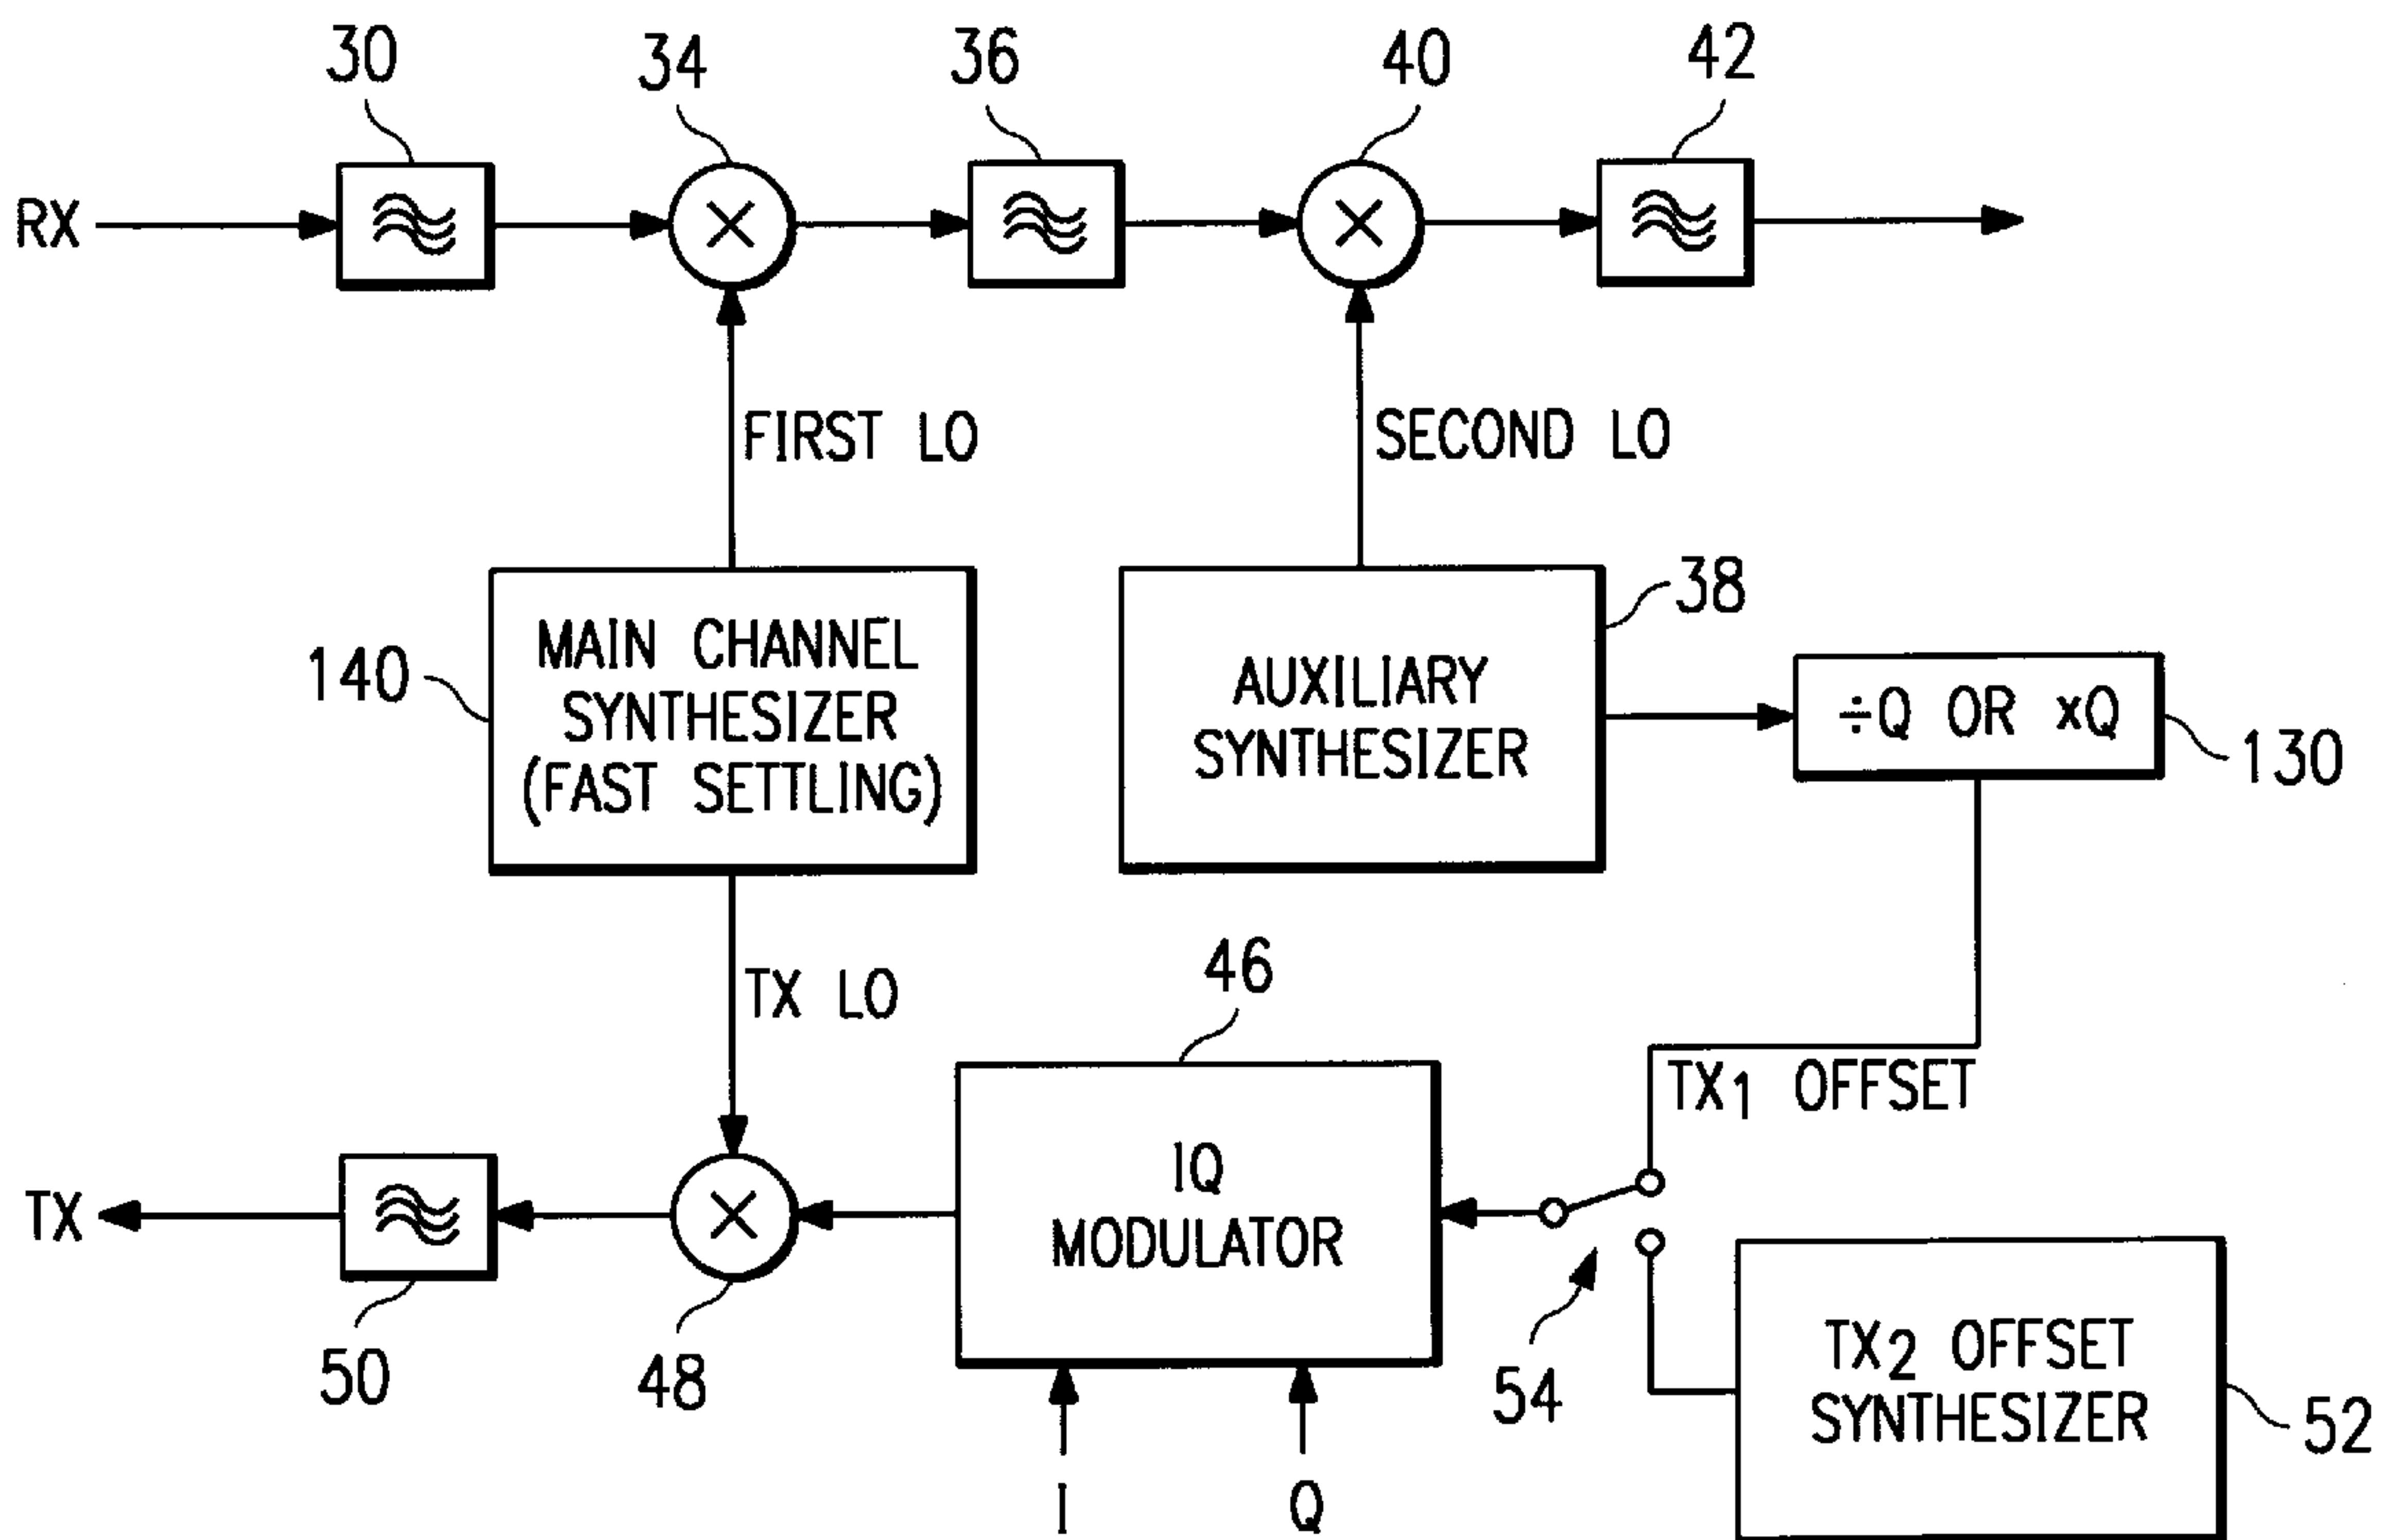 30
34
36
40
42
RX
FIRST LO
SECOND LO
140
MAIN CHANNEL
SYNTHESIZER
(FAST SETTLING)
AUXILIARY
SYNTHESIZER
38
÷Q OR xQ
130
TX LO
46
TX1 OFFSET
TX
50
48
IQ
MODULATOR
54
TX2 OFFSET
SYNTHESIZER
52
I
Q